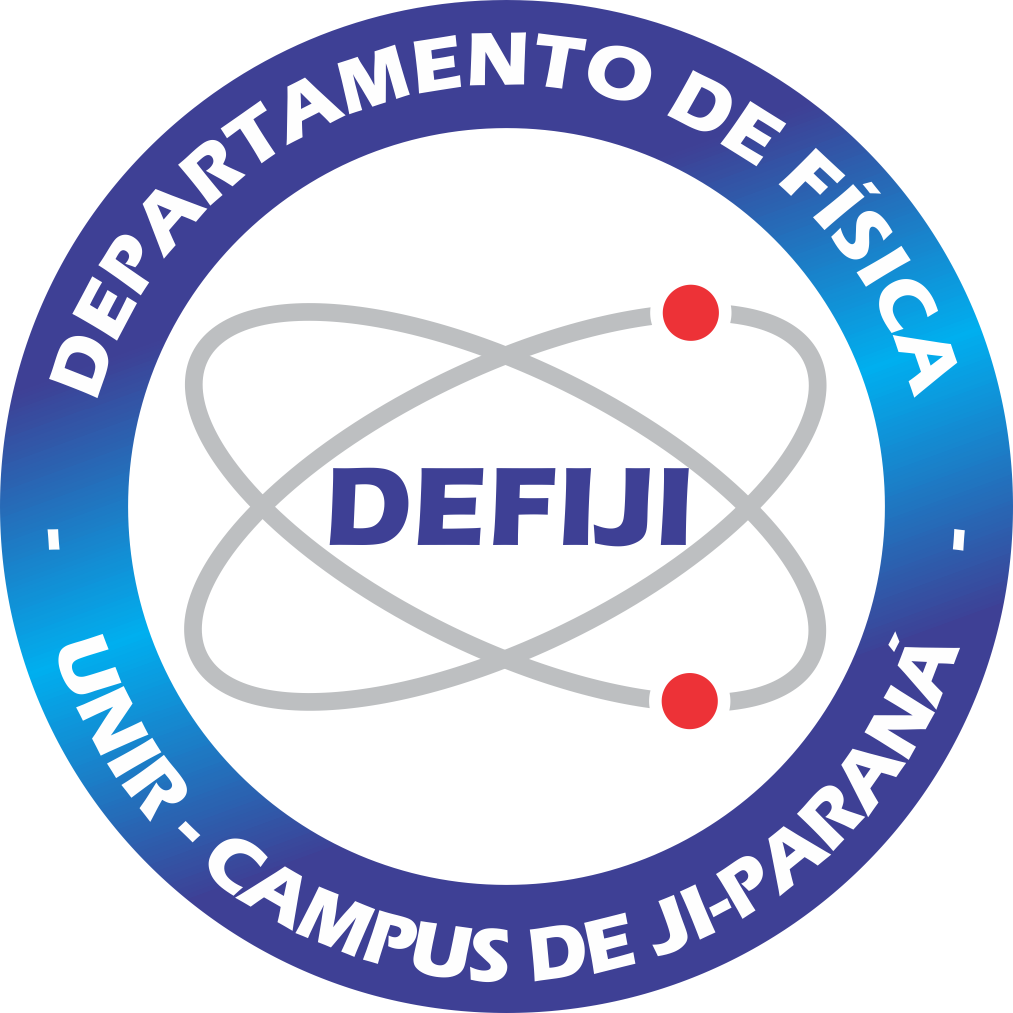 DEPARTAMENTO DE FÍSICA
DEFIJI
- UNIR - CAMPUS DE JI-PARANÁ -